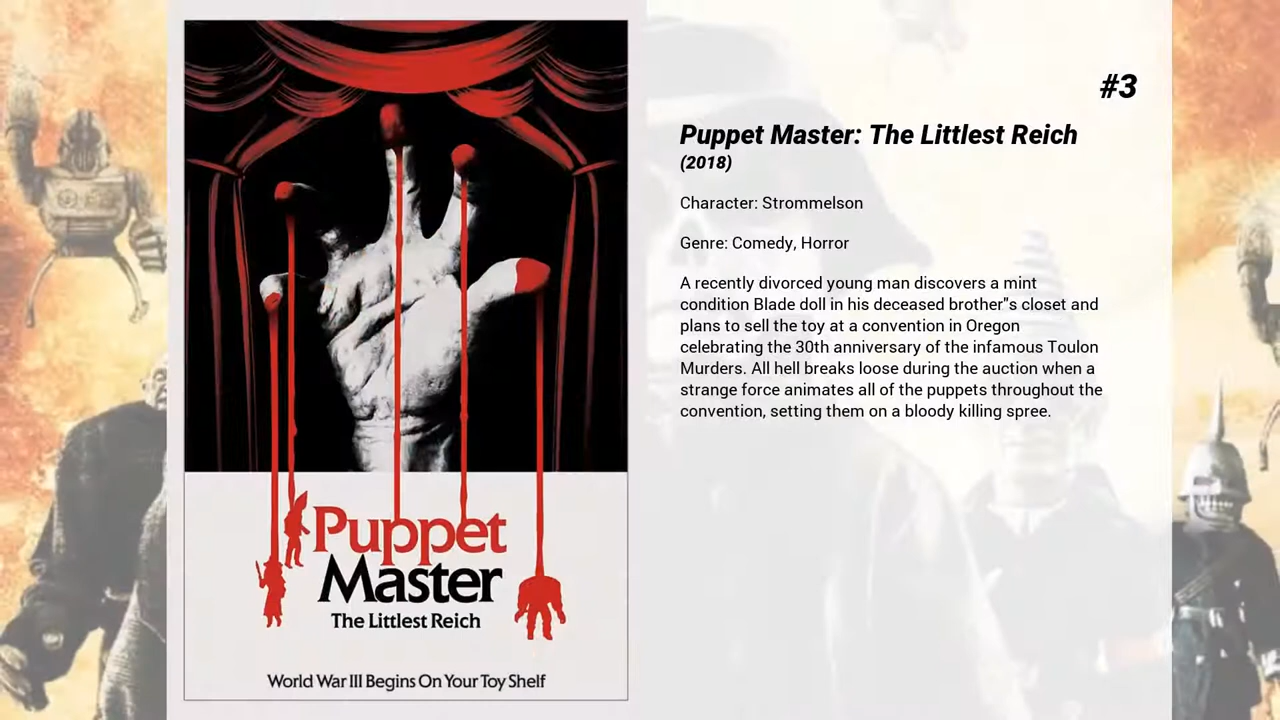 Puppet
Master
The Littlest Reich
World War III Begins On Your Toy Shelf
#3
Puppet Master: The Littlest Reich
(2018)
Character: Strommelson
Genre: Comedy, Horror
A recently divorced young man discovers a mint
condition Blade doll in his deceased brother"s closet and
plans to sell the toy at a convention in Oregon
celebrating the 30th anniversary of the infamous Toulon
Murders. All hell breaks loose during the auction when a
strange force animates all of the puppets throughout the
convention, setting them on a bloody killing spree.